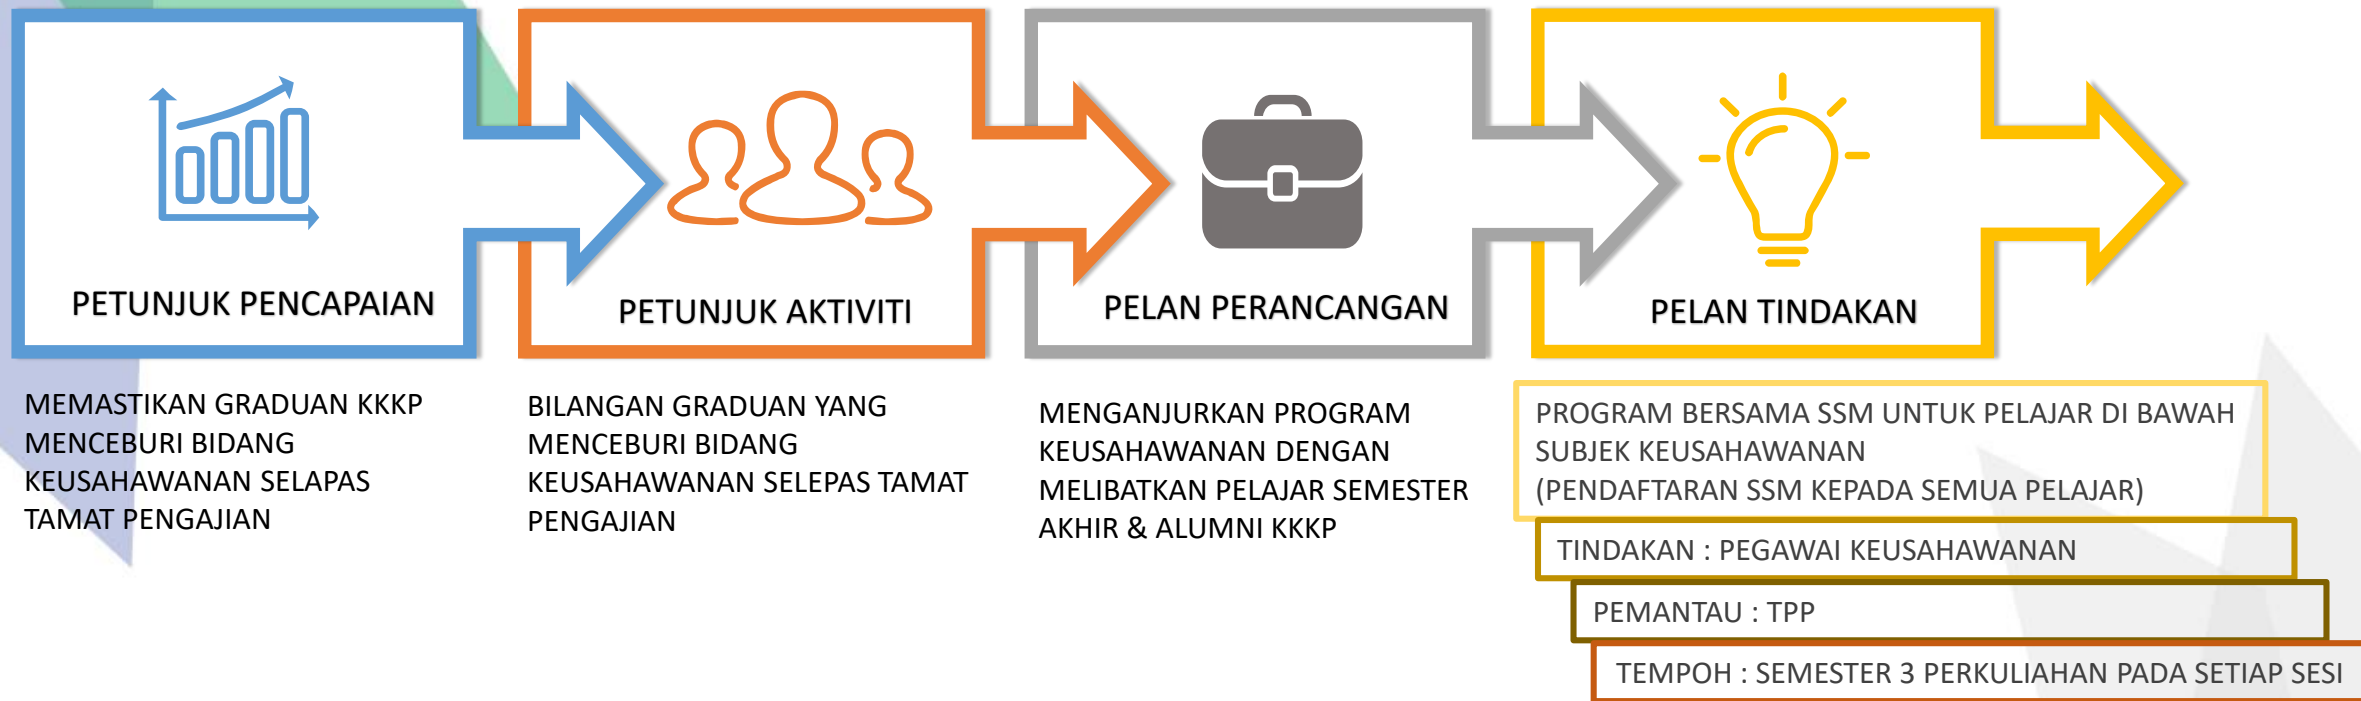 PETUNJUK PENCAPAIAN
MEMASTIKAN GRADUAN KKKP
MENCEBURI BIDANG
KEUSAHAWANAN SELAPAS
TAMAT PENGAJIAN
PETUNJUK AKTIVITI
BILANGAN GRADUAN YANG
MENCEBURI BIDANG
KEUSAHAWANAN SELEPAS TAMAT
PENGAJIAN
PELAN PERANCANGAN
MENGANJURKAN PROGRAM
KEUSAHAWANAN DENGAN
MELIBATKAN PELAJAR SEMESTER
AKHIR & ALUMNI KKKP
PELAN TINDAKAN
PROGRAM BERSAMA SSM UNTUK PELAJAR DI BAWAH
SUBJEK KEUSAHAWANAN
(PENDAFTARAN SSM KEPADA SEMUA PELAJAR)
TINDAKAN : PEGAWAI KEUSAHAWANAN
PEMANTAU : TPP
TEMPOH : SEMESTER 3 PERKULIAHAN PADA SETIAP SESI